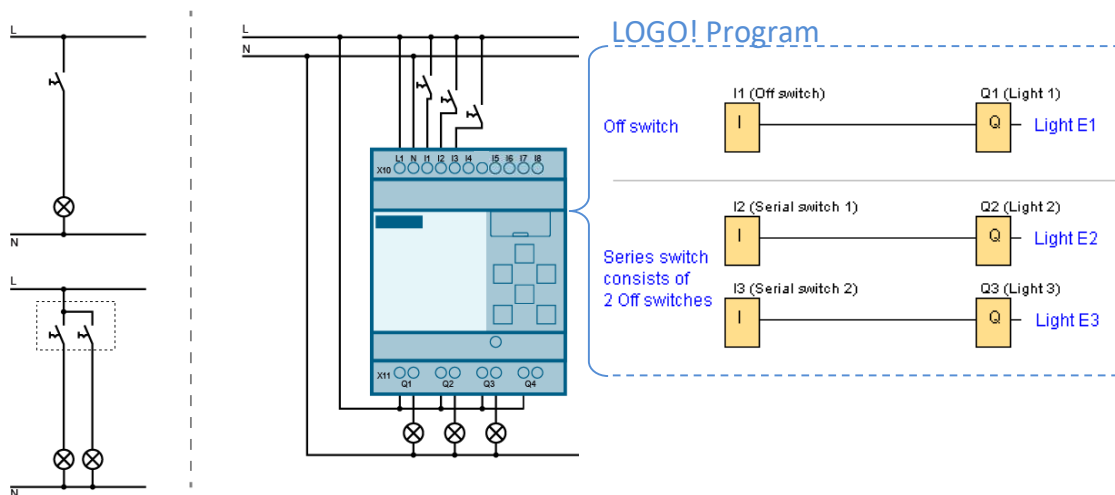 L
N
L
N
L
N
L1 N I1 I2 I3 I4 I5 I6 I7 I8
X10
X11
Q1 Q2 Q3 Q4
LOGO! Program
Off switch
I1 (Off switch)
I
Q1 (Light 1)
Q
Light E1
Series switch
consists of
2 Off switches
I2 (Serial switch 1)
I
Q2 (Light 2)
Q
Light E2
I3 (Serial switch 2)
I
Q3 (Light 3)
Q
Light E3